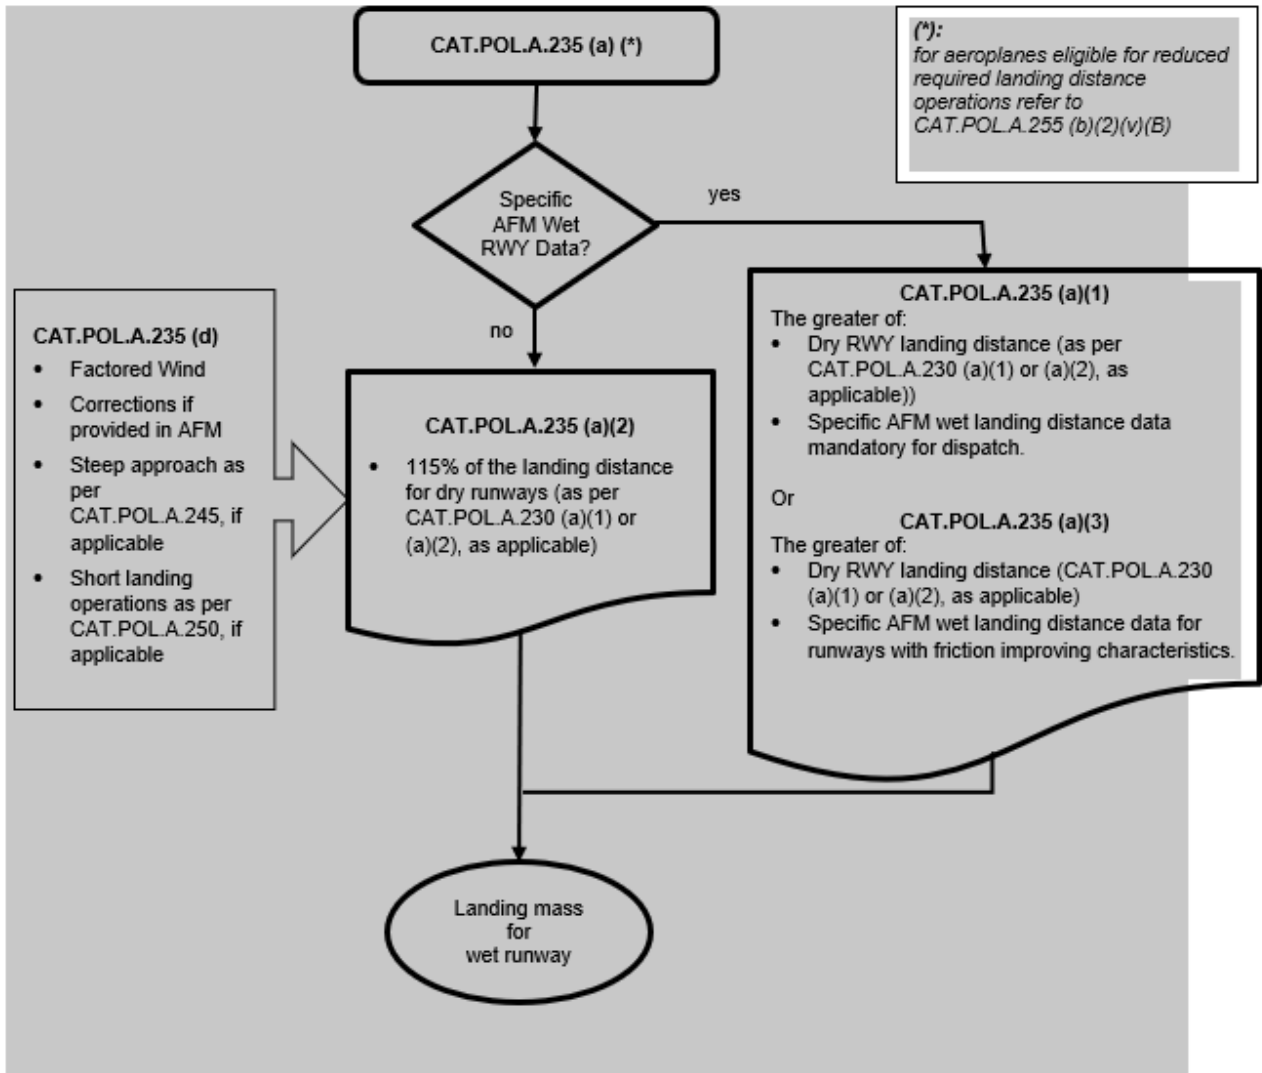 CAT.POL.A.235 (a) (*)
(*):
for aeroplanes eligible for reduced
required landing distance
operations refer to
CAT.POL.A.255 (b)(2)(v)(B)
Specific
AFM Wet
RWY Data?
yes
no
CAT.POL.A.235 (d)
• Factored Wind
• Corrections if
provided in AFM
• Steep approach as
per
CAT.POL.A.245, if
applicable
• Short landing
operations as per
CAT.POL.A.250, if
applicable
CAT.POL.A.235 (a)(2)
• 115% of the landing distance
for dry runways (as per
CAT.POL.A.230 (a)(1) or
(a)(2), as applicable)
CAT.POL.A.235 (a)(1)
The greater of:
• Dry RWY landing distance (as per
CAT.POL.A.230 (a)(1) or (a)(2), as
applicable))
• Specific AFM wet landing distance data
mandatory for dispatch.
Or
CAT.POL.A.235 (a)(3)
The greater of:
• Dry RWY landing distance (CAT.POL.A.230
(a)(1) or (a)(2), as applicable)
• Specific AFM wet landing distance data for
runways with friction improving characteristics.
Landing mass
for
wet runway